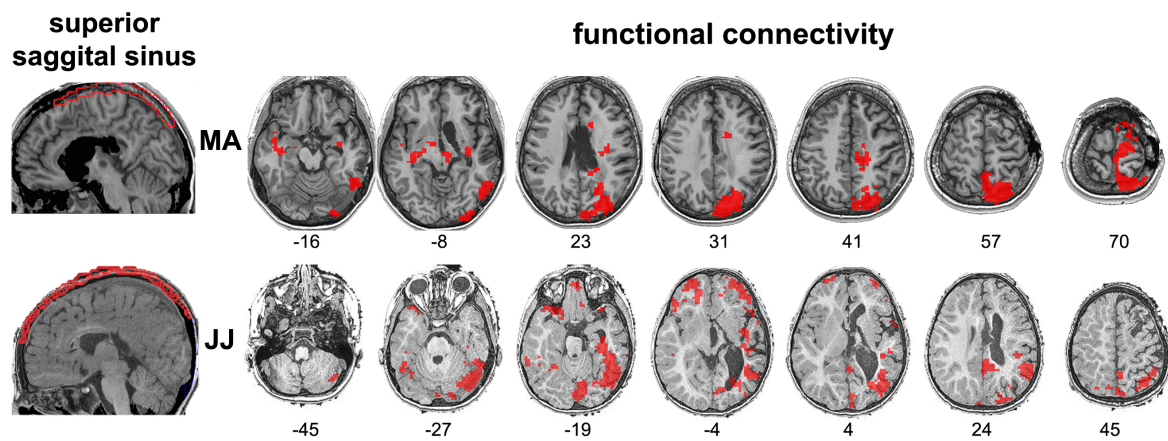 superior
saggital sinus
functional connectivity
MA
-16 -8 23 31 41 57 70
JJ
-45 -27 -19 -4 4 24 45